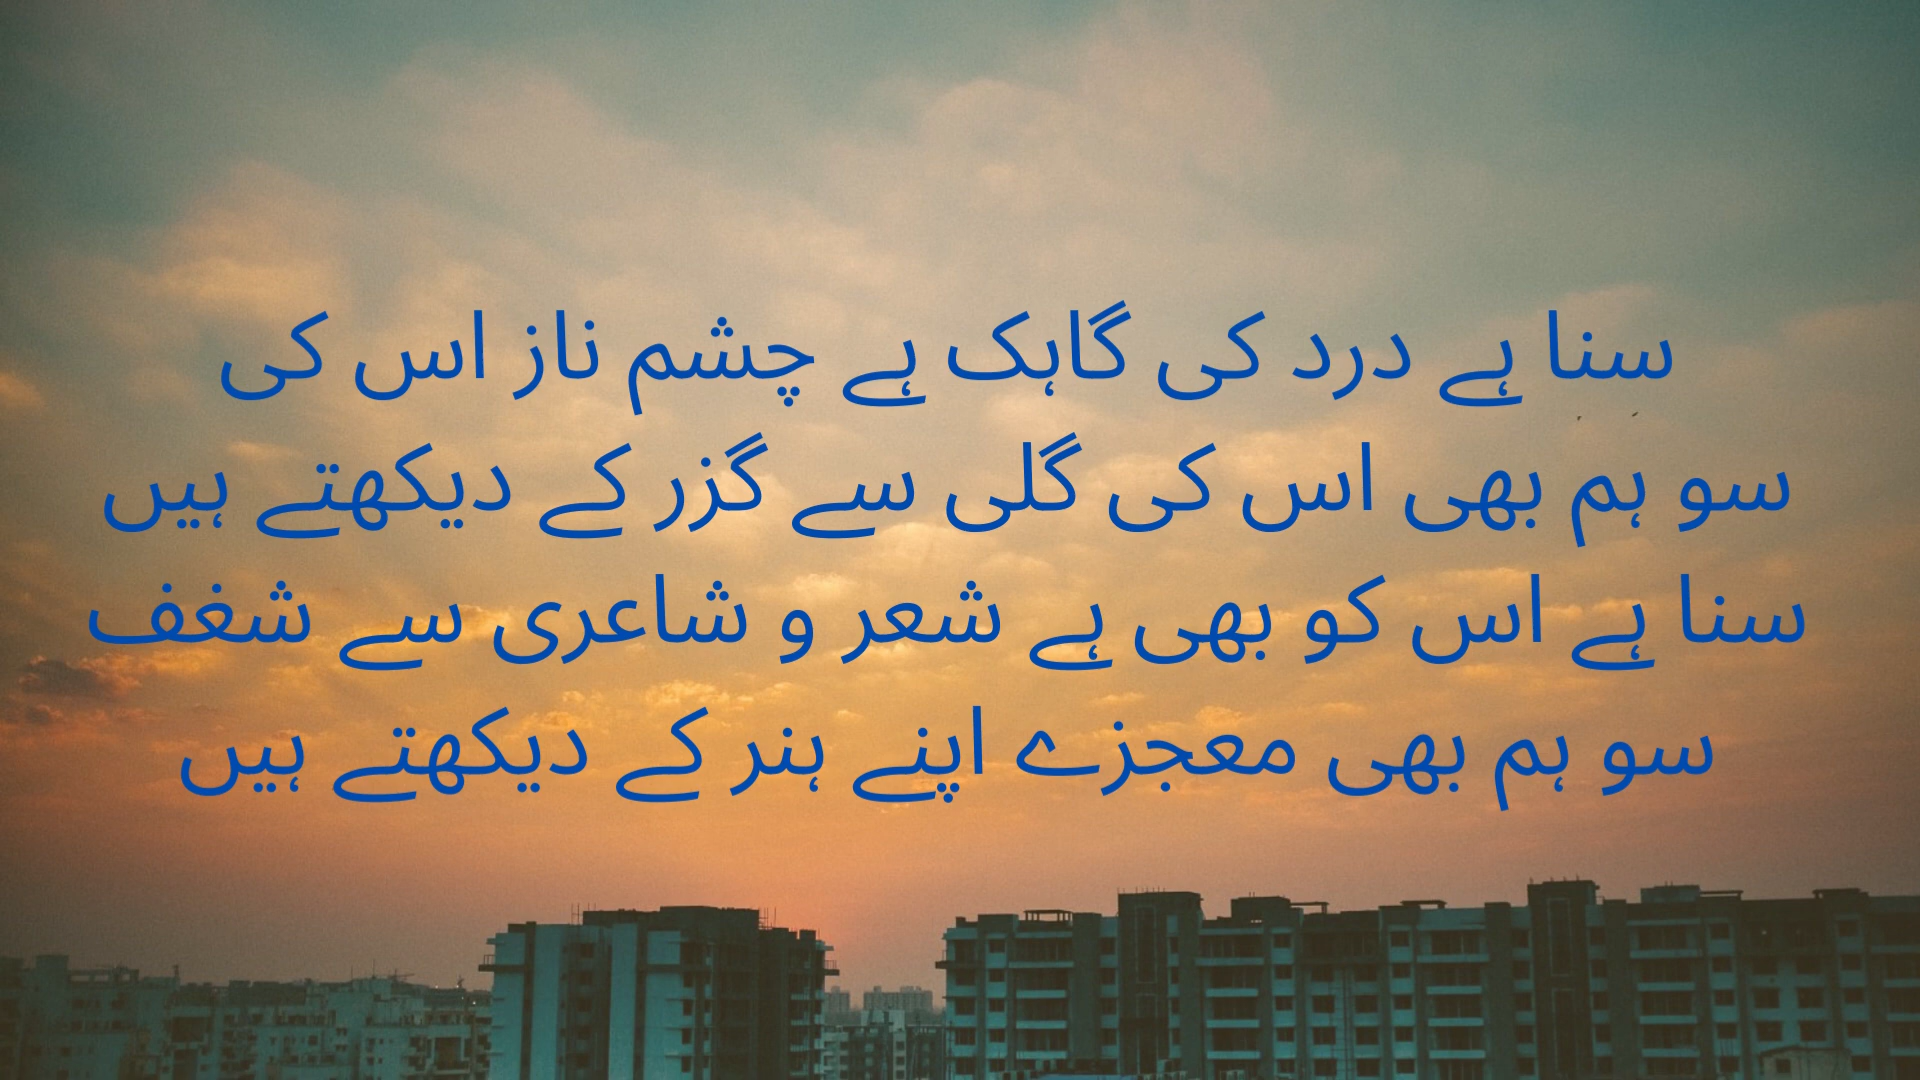 سنا ہے درد کی گاہک ہے چشم ناز اس کی
سو ہم بھی اس کی گلی سے گزر کے دیکھتے ہیں
سنا ہے اس کو بھی ہے شعر و شاعری سے شغف
سو ہم بھی معجزے اپنے ہنر کے دیکھتے ہیں